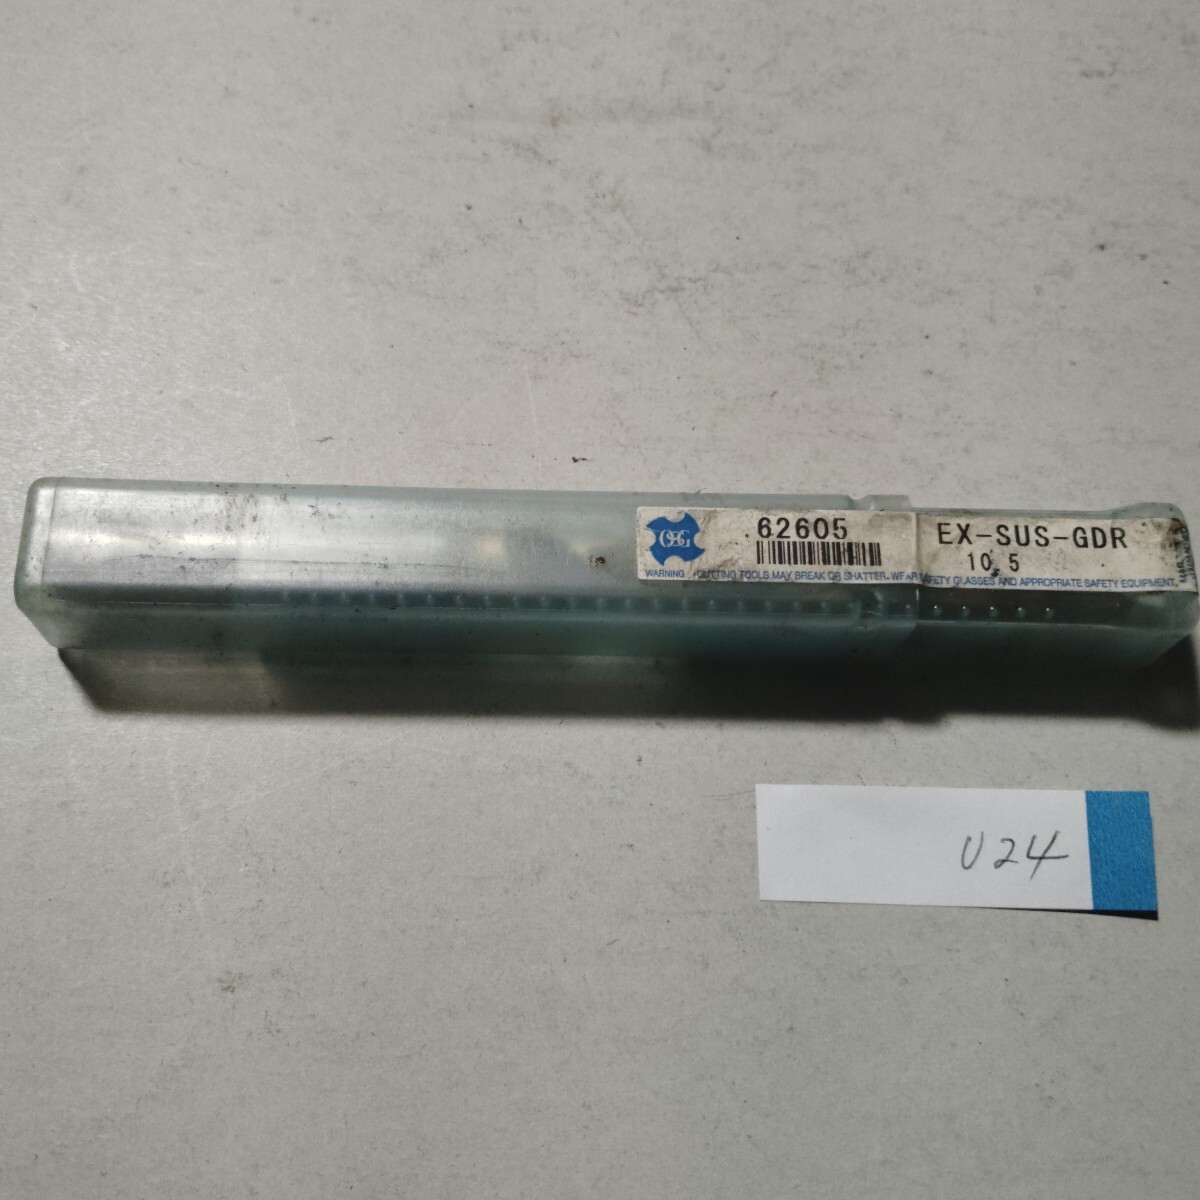 OSG
62605
EX-SUS-GDR
10.5
WARNING CUTTING TOOLS MAY BREAK OR SHATTER. WEAR SAFETY GLASSES AND APPROPRIATE SAFETY EQUIPMENT.
U24